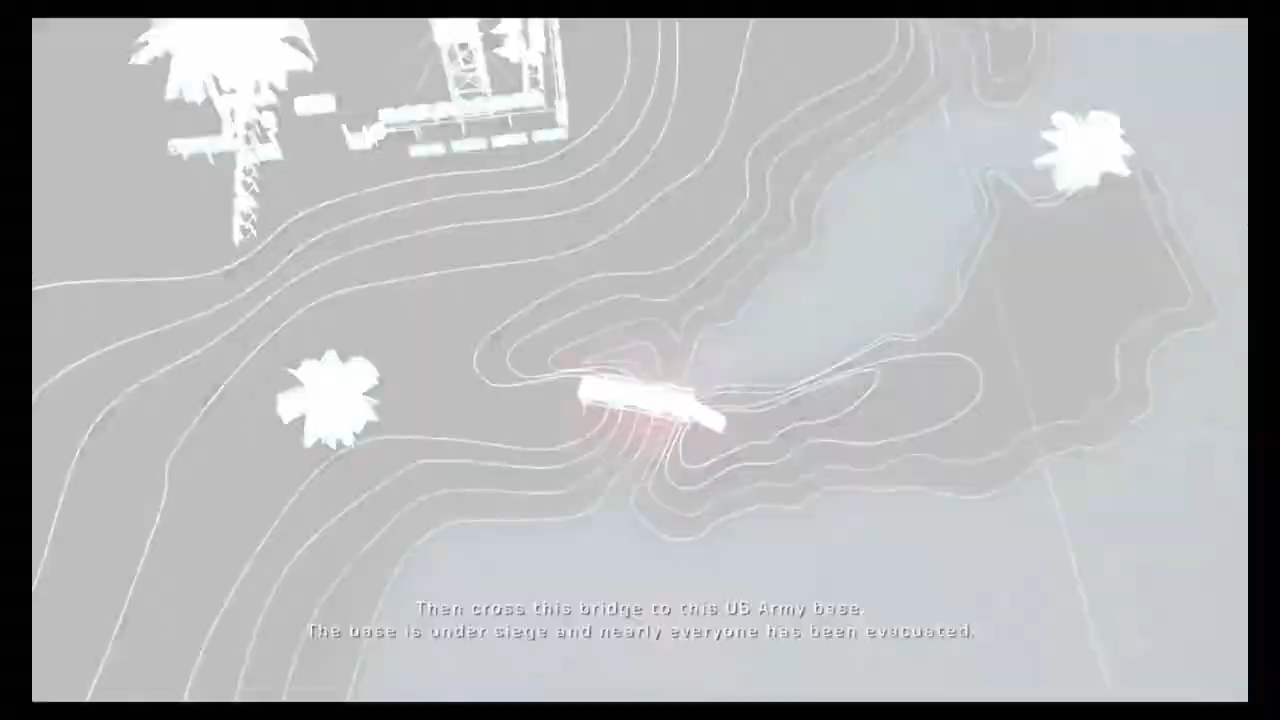 Then cross this bridge to this US Army base.
The base is under siege and nearly everyone has been evacuated.